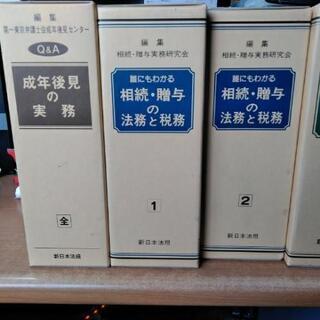 編集
第一東京弁護士会成年後見センター
Q&A
成年後見
の
実務
全
新日本法規
編集
相続・贈与実務研究会
誰にもわかる
相続・贈与
の
法務と税務
1
新日本法規
編集
相続・贈与実務研究会
誰にもわかる
相続・贈与
の
法務と税務
2
新日本法規